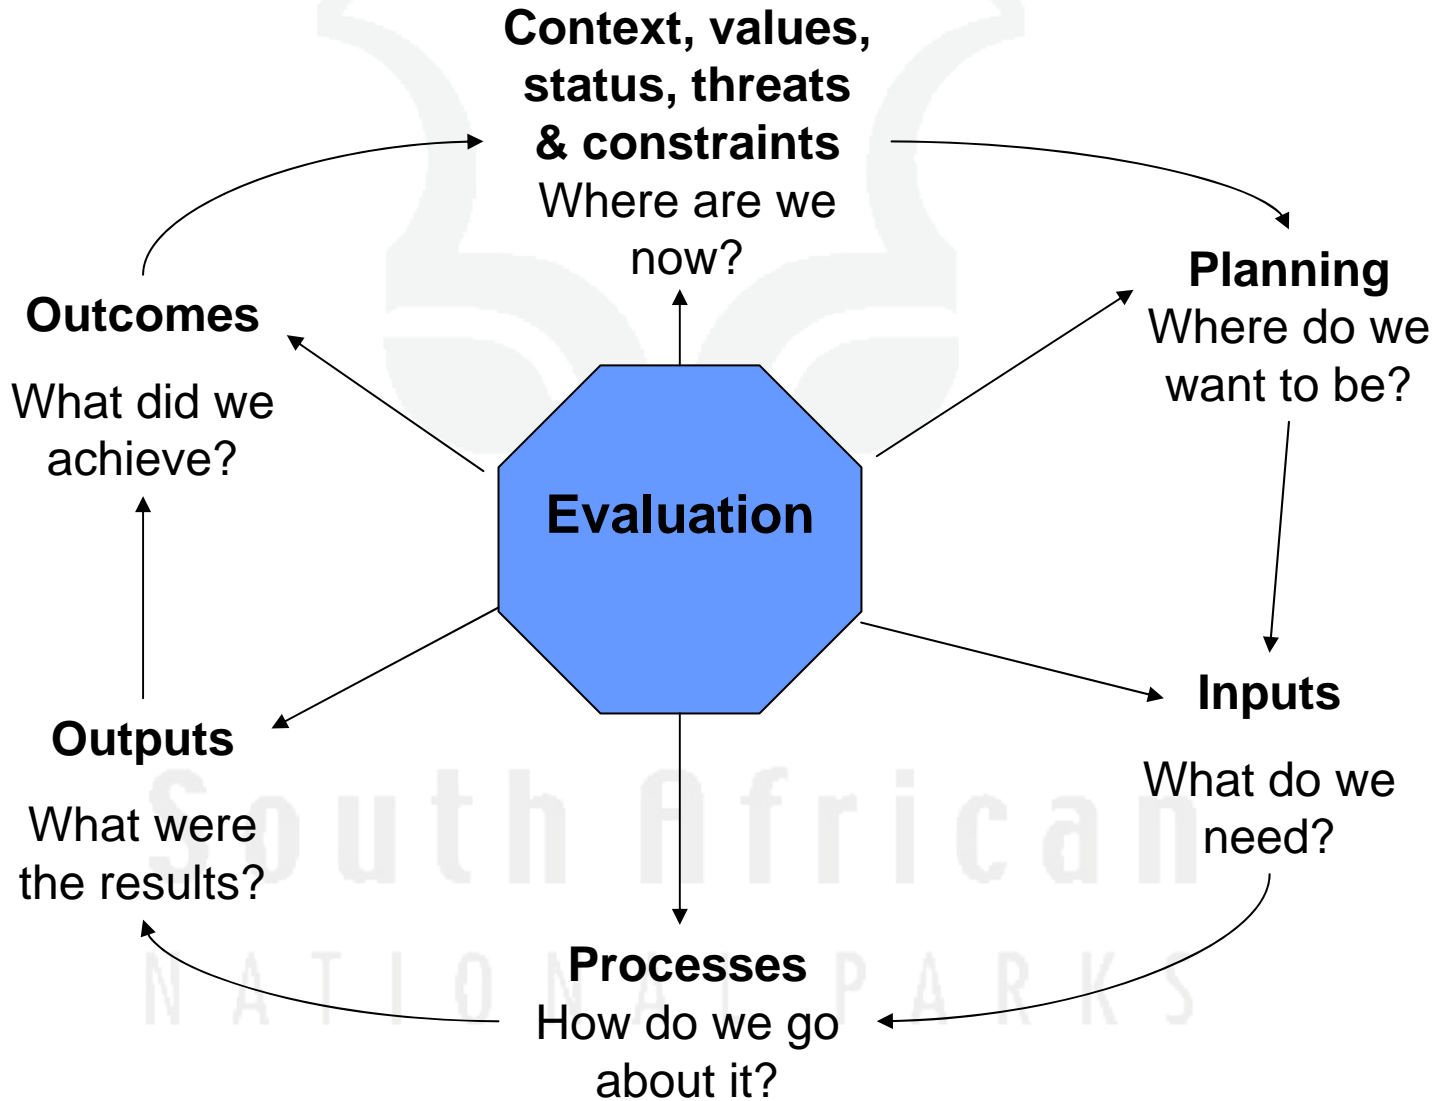 Context, values,
status, threats
& constraints
Where are we
now?
Planning
Where do we
want to be?
Inputs
What do we
need?
Processes
How do we go
about it?
Outputs
What were
the results?
Outcomes
What did we
achieve?
Evaluation
South African
NATIONAL PARKS